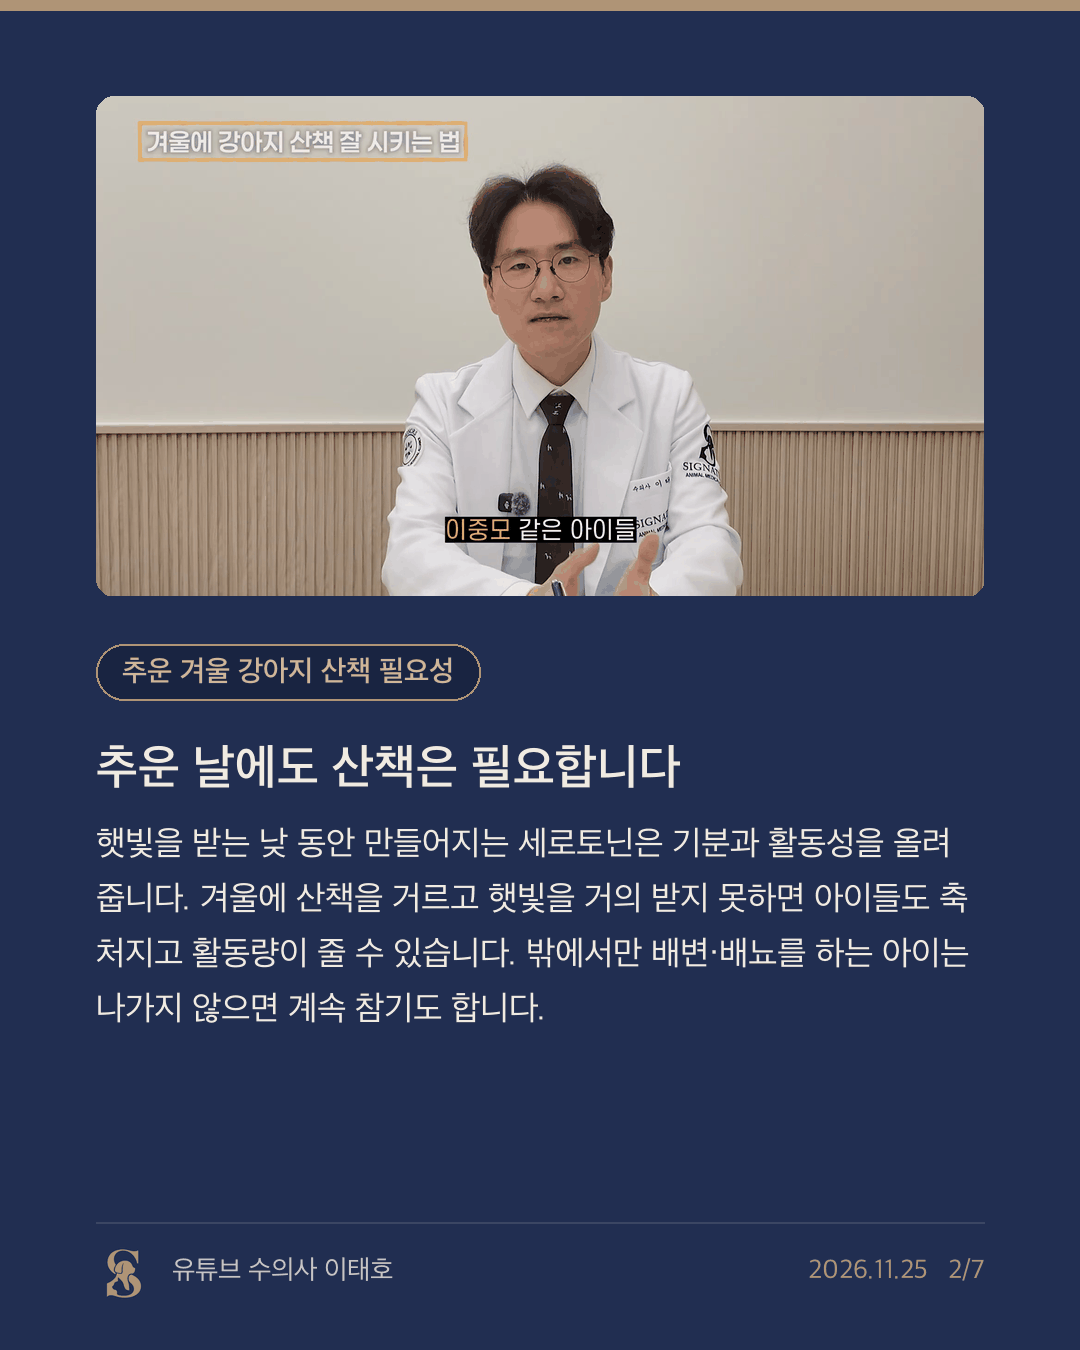 겨울에 강아지 산책 잘 시키는 법
이중모 같은 아이들
추운 겨울 강아지 산책 필요성
추운 날에도 산책은 필요합니다
햇빛을 받는 낮 동안 만들어지는 세로토닌은 기분과 활동성을 올려
줍니다. 겨울에 산책을 거르고 햇빛을 거의 받지 못하면 아이들도 축
처지고 활동량이 줄 수 있습니다. 밖에서만 배변·배뇨를 하는 아이는
나가지 않으면 계속 참기도 합니다.
유튜브 수의사 이태호
2026.11.25 2/7